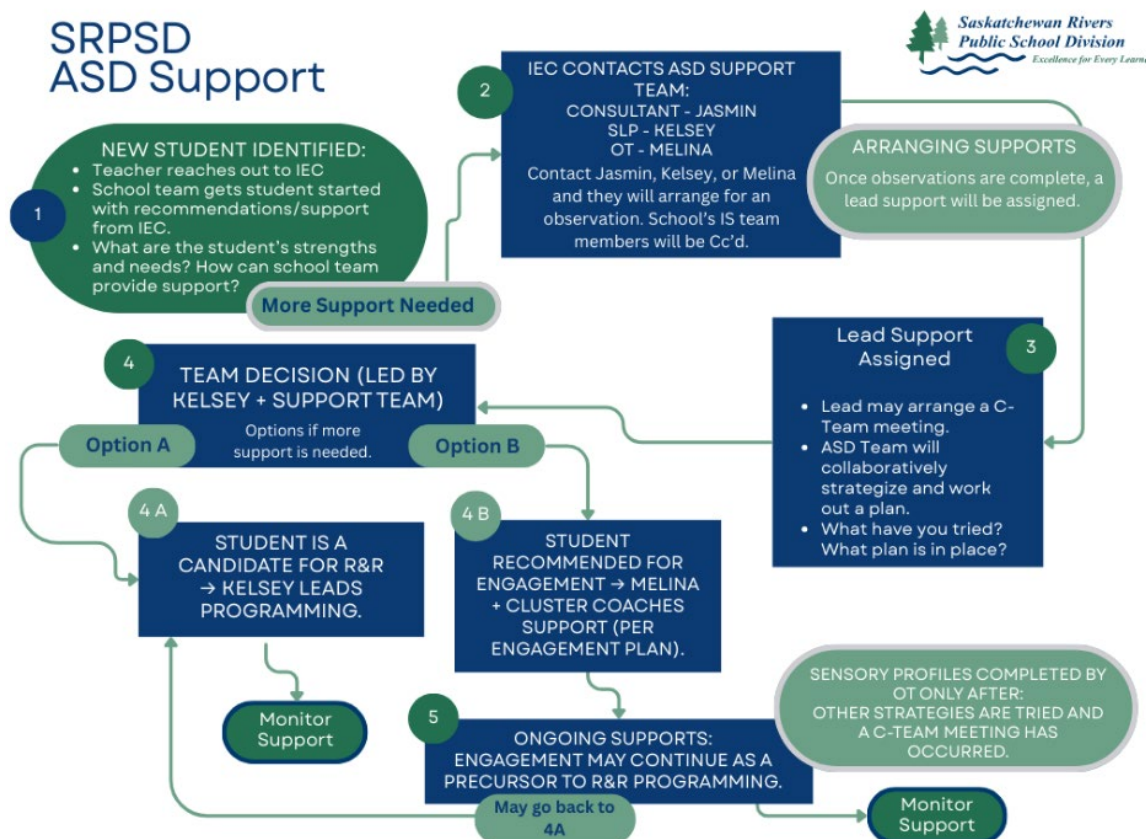 SRPSD
ASD Support
Saskatchewan Rivers
Public School Division
Excellence for Every Learne
1
NEW STUDENT IDENTIFIED:
• Teacher reaches out to IEC
• School team gets student started
with recommendations/support
from IEC.
• What are the student's strengths
and needs? How can school team
provide support?
More Support Needed
2
IEC CONTACTS ASD SUPPORT
TEAM:
CONSULTANT - JASMIN
SLP - KELSEY
OT - MELINA
Contact Jasmin, Kelsey, or Melina
and they will arrange for an
observation. School's IS team
members will be Cc'd.
ARRANGING SUPPORTS
Once observations are complete, a
lead support will be assigned.
3
Lead Support
Assigned
• Lead may arrange a C-
Team meeting.
• ASD Team will
collaboratively
strategize and work
out a plan.
• What have you tried?
What plan is in place?
4
TEAM DECISION (LED BY
KELSEY + SUPPORT TEAM)
Options if more
support is needed.
Option A
Option B
4 A
STUDENT IS A
CANDIDATE FOR R&R
→ KELSEY LEADS
PROGRAMMING.
Monitor
Support
4 B
STUDENT
RECOMMENDED FOR
ENGAGEMENT → MELINA
+ CLUSTER COACHES
SUPPORT (PER
ENGAGEMENT PLAN).
5
ONGOING SUPPORTS:
ENGAGEMENT MAY CONTINUE AS A
PRECURSOR TO R&R PROGRAMMING.
May go back to
4A
SENSORY PROFILES COMPLETED BY
OT ONLY AFTER:
OTHER STRATEGIES ARE TRIED AND
A C-TEAM MEETING HAS
OCCURRED.
Monitor
Support